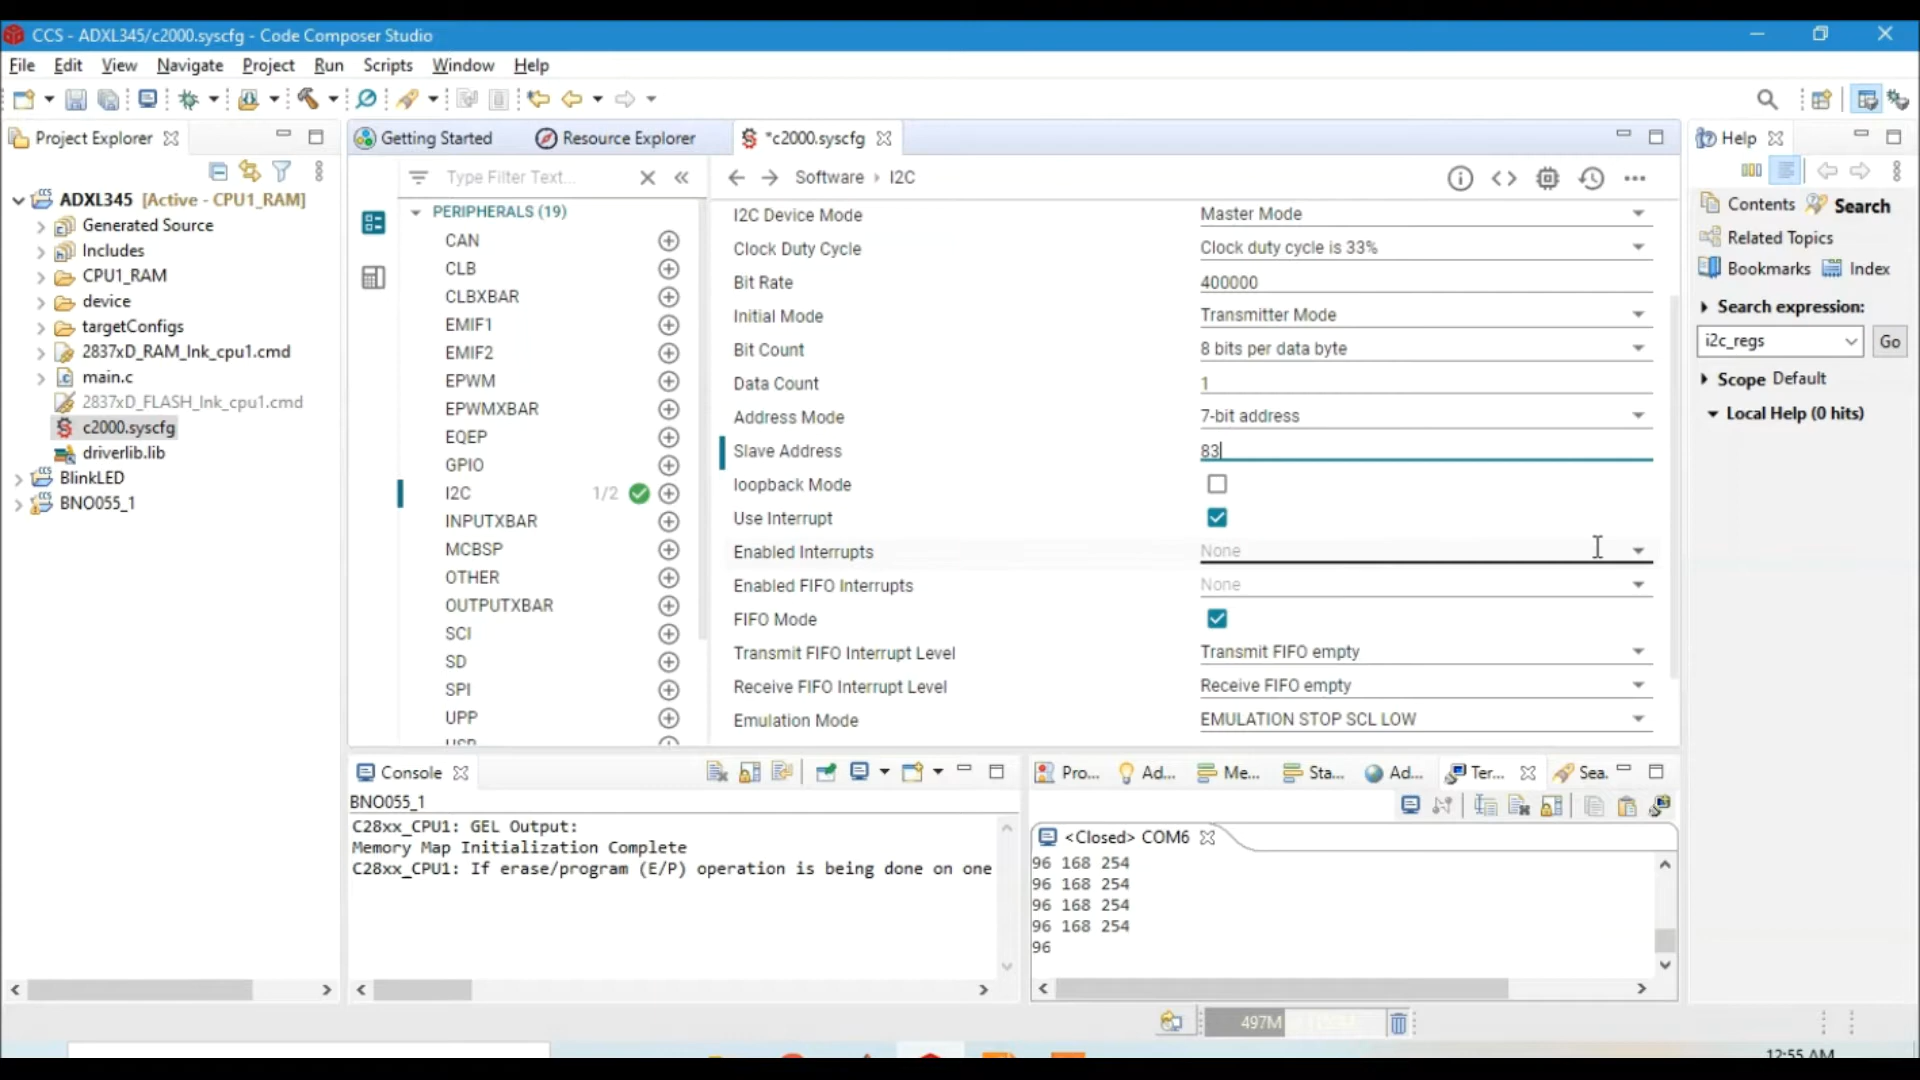 CCS - ADXL345/c2000.syscfg - Code Composer Studio
File Edit View Navigate Project Run Scripts Window Help
Project Explorer
ADXL345 [Active - CPU1_RAM]
Generated Source
Includes
CPU1_RAM
device
targetConfigs
2837xD_RAM_lnk_cpu1.cmd
main.c
2837xD_FLASH_lnk_cpu1.cmd
c2000.syscfg
driverlib.lib
BlinkLED
BNO055_1
Getting Started
Resource Explorer
*c2000.syscfg
Type Filter Text...
PERIPHERALS (19)
CAN
CLB
CLBXBAR
EMIF1
EMIF2
EPWM
EPWMXBAR
EQEP
GPIO
I2C 1/2
INPUTXBAR
MCBSP
OTHER
OUTPUTXBAR
SCI
SD
SPI
UPP
Software › I2C
I2C Device Mode Master Mode
Clock Duty Cycle Clock duty cycle is 33%
Bit Rate 400000
Initial Mode Transmitter Mode
Bit Count 8 bits per data byte
Data Count 1
Address Mode 7-bit address
Slave Address 83
loopback Mode
Use Interrupt
Enabled Interrupts None
Enabled FIFO Interrupts None
FIFO Mode
Transmit FIFO Interrupt Level Transmit FIFO empty
Receive FIFO Interrupt Level Receive FIFO empty
Emulation Mode EMULATION STOP SCL LOW
Help
Contents Search
Related Topics
Bookmarks Index
Search expression:
i2c_regs Go
Scope Default
Local Help (0 hits)
Console
BNO055_1
C28xx_CPU1: GEL Output:
Memory Map Initialization Complete
C28xx_CPU1: If erase/program (E/P) operation is being done on one
Pro... Ad... Me... Sta... Ad... Ter... Sea.
<Closed> COM6
96 168 254
96 168 254
96 168 254
96 168 254
96
497M
12:55 AM